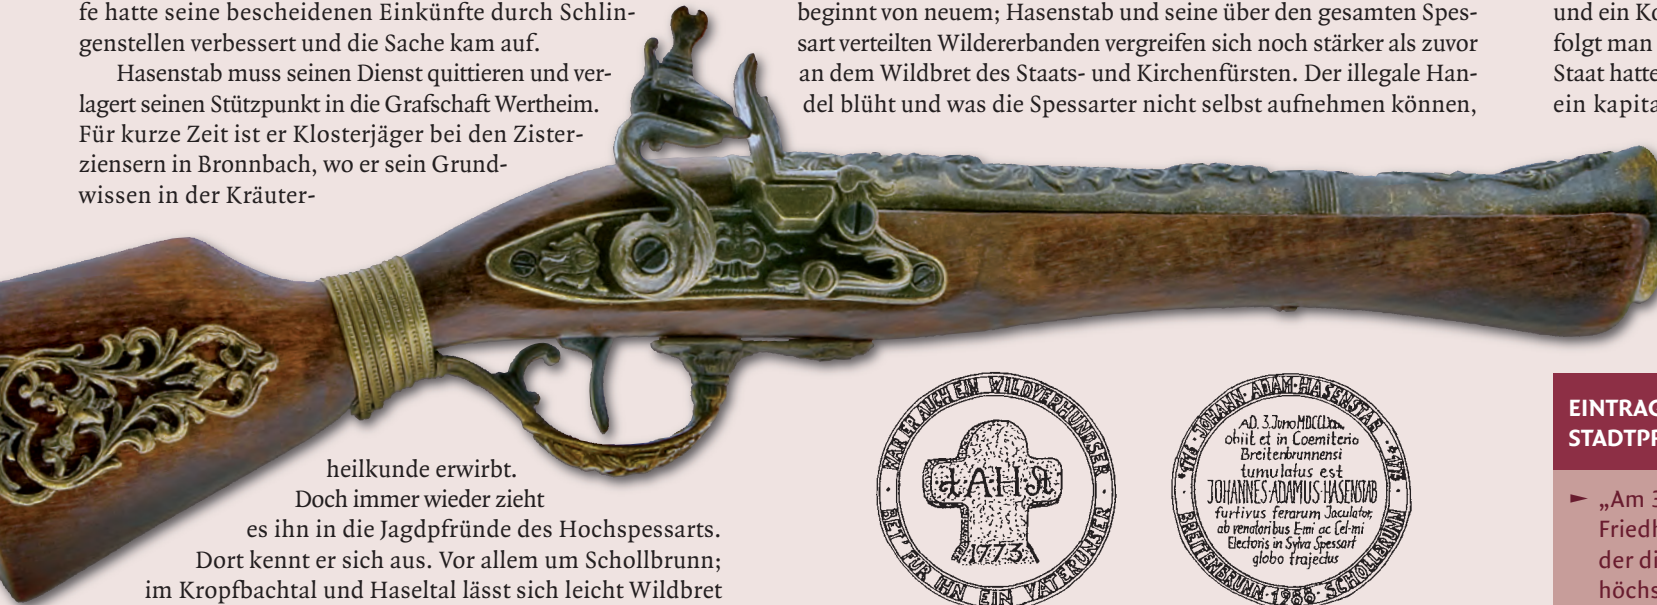 fe hatte seine bescheidenen Einkünfte durch Schlin-
genstellen verbessert und die Sache kam auf.
Hasenstab muss seinen Dienst quittieren und ver-
lagert seinen Stützpunkt in die Grafschaft Wertheim.
Für kurze Zeit ist er Klosterjäger bei den Zister-
ziensern in Bronnbach, wo er sein Grund-
wissen in der Kräuter-
heilkunde erwirbt.
Doch immer wieder zieht
es ihn in die Jagdpfründe des Hochspessarts.
Dort kennt er sich aus. Vor allem um Schollbrunn;
im Kropfbachtal und Haseltal lässt sich leicht Wildbret
beginnt von neuem; Hasenstab und seine über den gesamten Spes-
sart verteilten Wildererbanden vergreifen sich noch stärker als zuvor
an dem Wildbret des Staats- und Kirchenfürsten. Der illegale Han-
del blüht und was die Spessarter nicht selbst aufnehmen können,
WAR ER AUCH EIN WILDVERHUNDSER
BET' FÜR IHN EIN VATERUNSER
1773
JOHANN · ADAM · HASENSTAB
obiit et in Coemiterio
Breitenbrunnensi
tumulatus est
JOHANNES ADAMUS HASENSTAB
furtivus ferarum Jaculator,
ab venatoribus Emi ac Cel-mi
Electoris in Sylva Spessart
globo trajectus
BREITENBRUNN · 1988 · SCHOLLBRUNN
und ein Ko
folgt man
Staat hatte
ein kapita
EINTRAG
STADTPF
► „Am 3
Friedh
der di
höchs